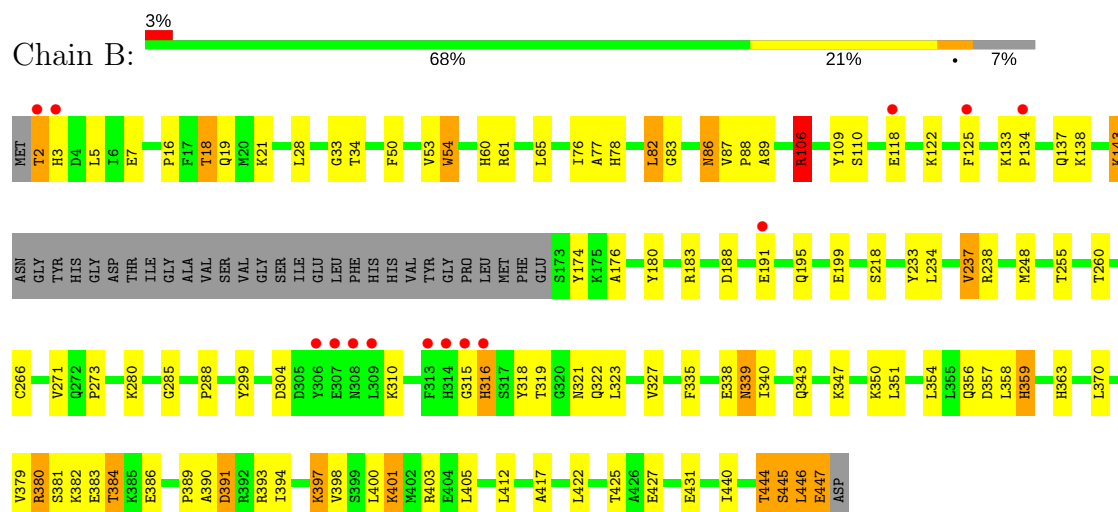 3%
Chain B:
68% 21% • 7%
MET T2 H3 D4 L5 I6 E7 P16 F17 T18 Q19 M20 K21 L28 G33 T34 F50 V53 W54 H60 R61 L65 I76 A77 H78 L82 G83 N86 V87 P88 A89 R106 Y109 S110 E118 K122 F125 K133 P134 Q137 K138 K143
ASN GLY TYR HIS GLY ASP THR ILE GLY ALA VAL SER VAL GLY SER ILE GLU LEU PHE HIS HIS VAL TYR GLY PRO LEU MET PHE GLU S173 Y174 K175 A176 Y180 R183 D188 E191 Q195 E199 S218 Y233 L234 V237 R238 M248 T255 T260
C266 V271 Q272 P273 K280 G285 P288 Y299 D304 D305 Y306 E307 N308 L309 K310 F313 H314 G315 H316 S317 Y318 T319 G320 N321 Q322 L323 V327 F335 E338 N339 I340 Q343 K347 K350 L351 L354 L355 Q356 D357 L358 H359 H363 L370
V379 R380 S381 K382 E383 T384 K385 E386 P389 A390 D391 R392 R393 I394 K397 V398 S399 L400 K401 M402 R403 E404 L405 L412 A417 L422 T425 A426 E427 E431 I440 T444 S445 L446 E447 ASP